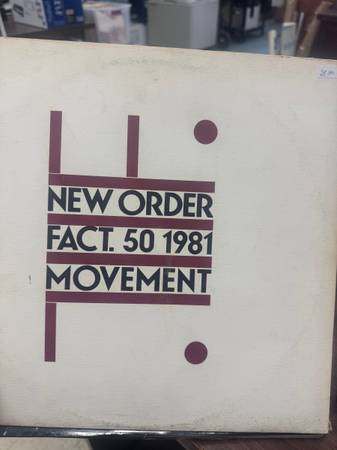 NEW ORDER
FACT. 50 1981
MOVEMENT